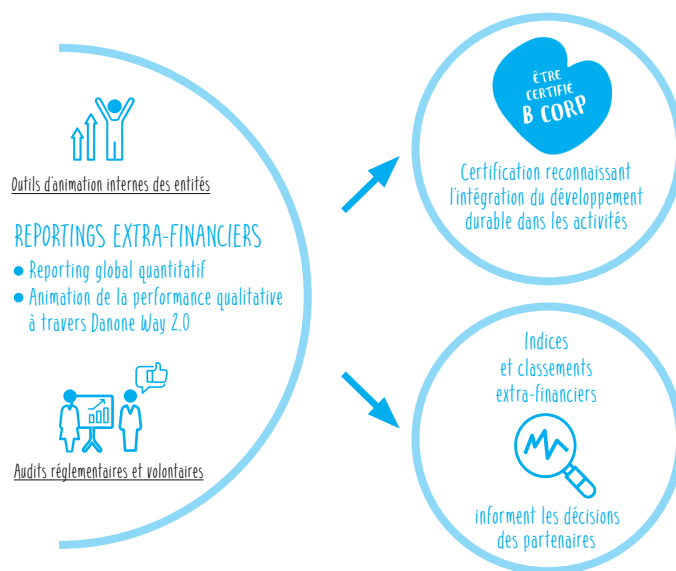 Outils d'animation internes des entités
REPORTINGS EXTRA-FINANCIERS
• Reporting global quantitatif
• Animation de la performance qualitative
à travers Danone Way 2.0
Audits réglementaires et volontaires
ÊTRE
CERTIFIÉ
B CORP
Certification reconnaissant
l'intégration du développement
durable dans les activités
Indices
et classements
extra-financiers
informent les décisions
des partenaires